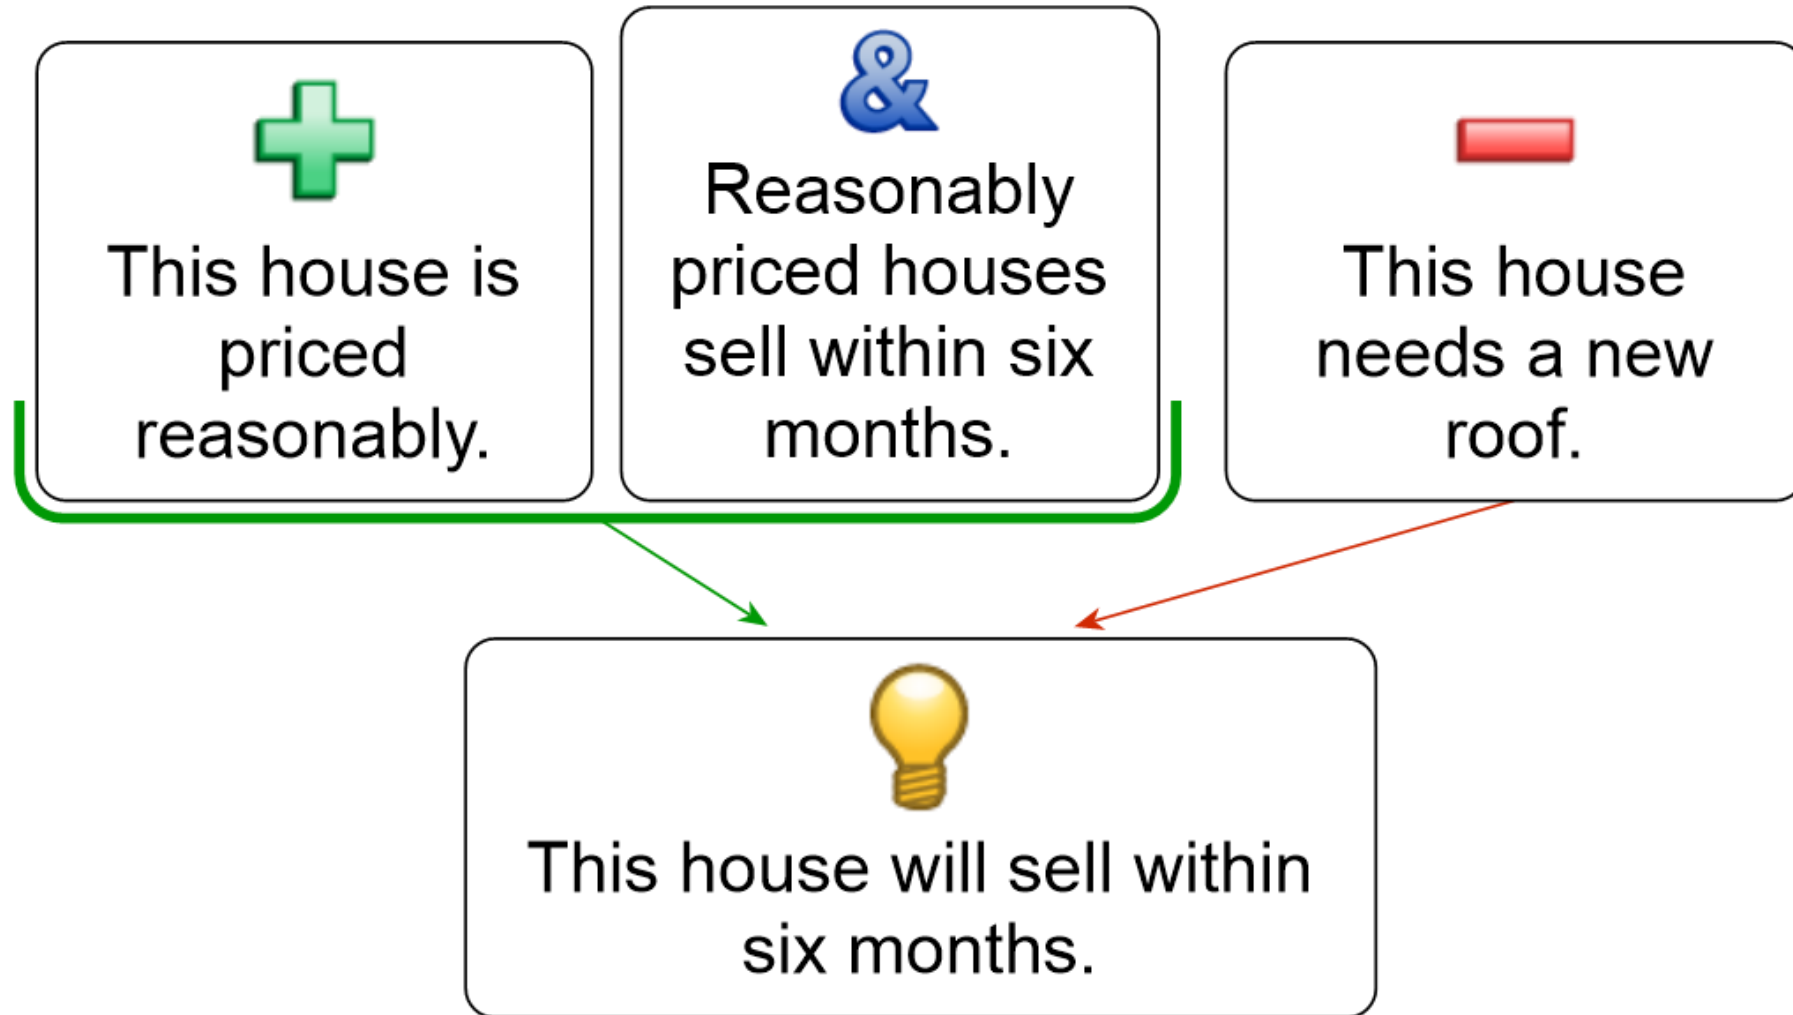 This house is
priced
reasonably.
&
Reasonably
priced houses
sell within six
months.
This house
needs a new
roof.
This house will sell within
six months.